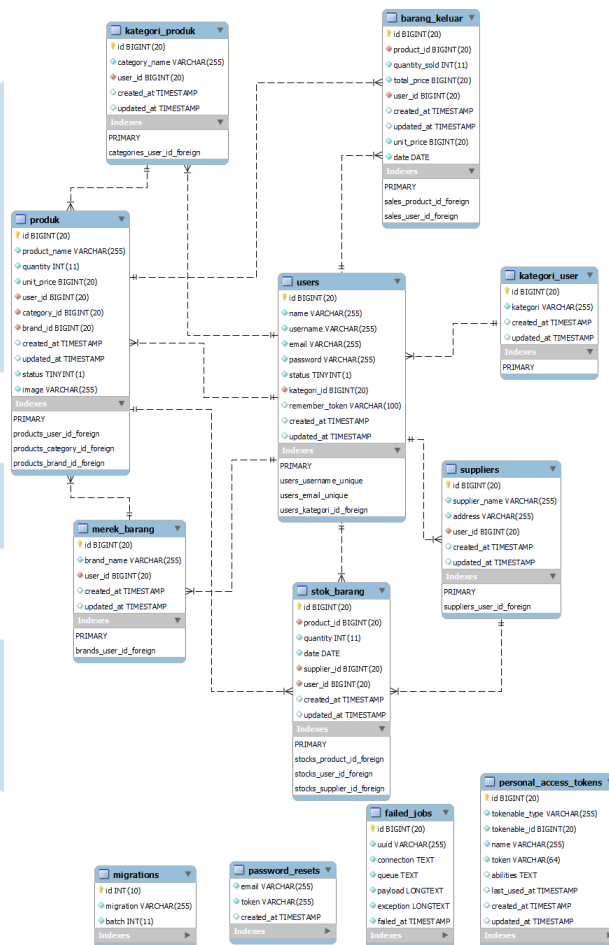 kategori_produk
id BIGINT(20)
category_name VARCHAR(255)
user_id BIGINT(20)
created_at TIMESTAMP
updated_at TIMESTAMP
Indexes
PRIMARY
categories_user_id_foreign
barang_keluar
id BIGINT(20)
product_id BIGINT(20)
quantity_sold INT(11)
total_price BIGINT(20)
user_id BIGINT(20)
created_at TIMESTAMP
updated_at TIMESTAMP
unit_price BIGINT(20)
date DATE
Indexes
PRIMARY
sales_product_id_foreign
sales_user_id_foreign
produk
id BIGINT(20)
product_name VARCHAR(255)
quantity INT(11)
unit_price BIGINT(20)
user_id BIGINT(20)
category_id BIGINT(20)
brand_id BIGINT(20)
created_at TIMESTAMP
updated_at TIMESTAMP
status TINYINT(1)
image VARCHAR(255)
Indexes
PRIMARY
products_user_id_foreign
products_category_id_foreign
products_brand_id_foreign
users
id BIGINT(20)
name VARCHAR(255)
username VARCHAR(255)
email VARCHAR(255)
password VARCHAR(255)
status TINYINT(1)
kategori_id BIGINT(20)
remember_token VARCHAR(100)
created_at TIMESTAMP
updated_at TIMESTAMP
Indexes
PRIMARY
users_username_unique
users_email_unique
users_kategori_id_foreign
kategori_user
id BIGINT(20)
kategori VARCHAR(255)
created_at TIMESTAMP
updated_at TIMESTAMP
Indexes
PRIMARY
suppliers
id BIGINT(20)
supplier_name VARCHAR(255)
address VARCHAR(255)
user_id BIGINT(20)
created_at TIMESTAMP
updated_at TIMESTAMP
Indexes
PRIMARY
suppliers_user_id_foreign
merek_barang
id BIGINT(20)
brand_name VARCHAR(255)
user_id BIGINT(20)
created_at TIMESTAMP
updated_at TIMESTAMP
Indexes
PRIMARY
brands_user_id_foreign
stok_barang
id BIGINT(20)
product_id BIGINT(20)
quantity INT(11)
date DATE
supplier_id BIGINT(20)
user_id BIGINT(20)
created_at TIMESTAMP
updated_at TIMESTAMP
Indexes
PRIMARY
stocks_product_id_foreign
stocks_user_id_foreign
stocks_supplier_id_foreign
migrations
id INT(10)
migration VARCHAR(255)
batch INT(11)
Indexes
password_resets
email VARCHAR(255)
token VARCHAR(255)
created_at TIMESTAMP
Indexes
failed_jobs
id BIGINT(20)
uuid VARCHAR(255)
connection TEXT
queue TEXT
payload LONGTEXT
exception LONGTEXT
failed_at TIMESTAMP
Indexes
personal_access_tokens
id BIGINT(20)
tokenable_type VARCHAR(255)
tokenable_id BIGINT(20)
name VARCHAR(255)
token VARCHAR(64)
abilities TEXT
last_used_at TIMESTAMP
created_at TIMESTAMP
updated_at TIMESTAMP
Indexes